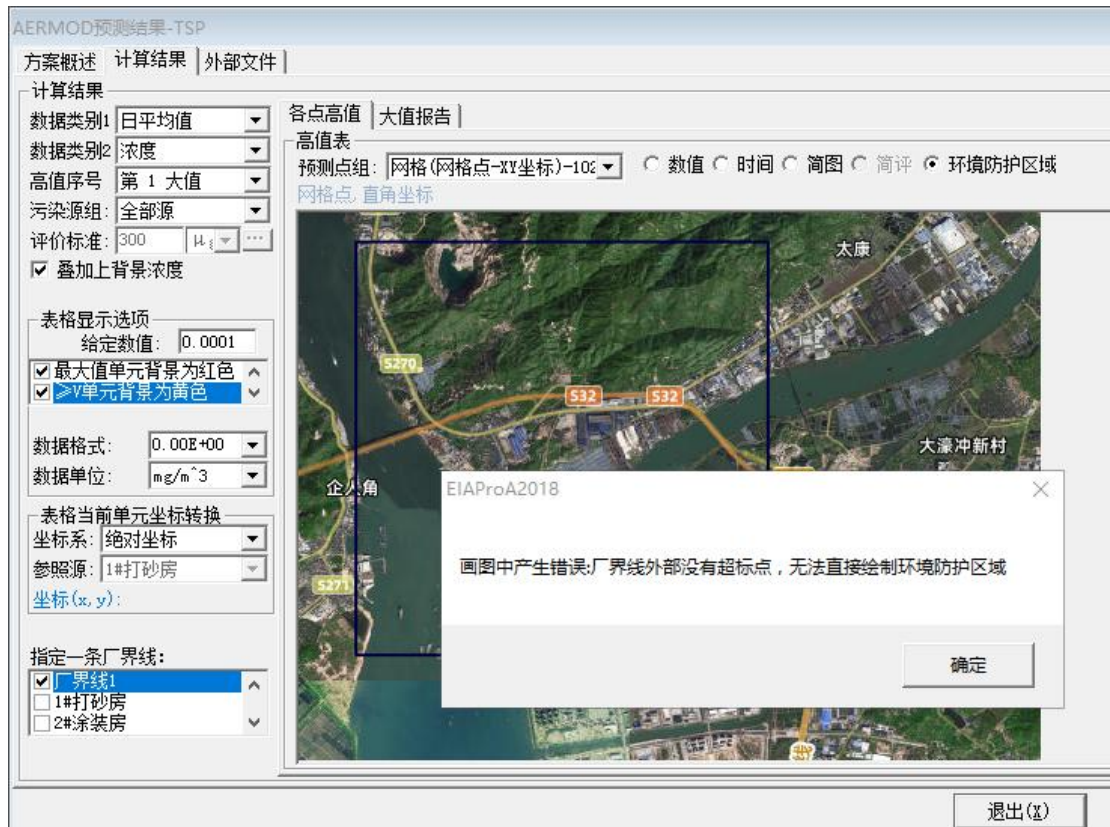 AERMOD预测结果-TSP
方案概述 计算结果 外部文件
计算结果
数据类别1 日平均值
数据类别2 浓度
高值序号 第 1 大值
污染源组: 全部源
评价标准: 300
叠加上背景浓度
表格显示选项
给定数值: 0.0001
最大值单元背景为红色
≥V单元背景为黄色
数据格式: 0.00E+00
数据单位: mg/m^3
表格当前单元坐标转换
坐标系: 绝对坐标
参照源: 1#打砂房
坐标(x,y):
指定一条厂界线:
厂界线1
1#打砂房
2#涂装房
各点高值 大值报告
高值表
预测点组: 网格(网格点-XY坐标)-102 数值 时间 简图 简评 环境防护区域
网格点,直角坐标
太康
S270
S32 S32
大濠冲新村
企人角
S271
线
EIAProA2018
画图中产生错误:厂界线外部没有超标点，无法直接绘制环境防护区域
确定
退出(X)